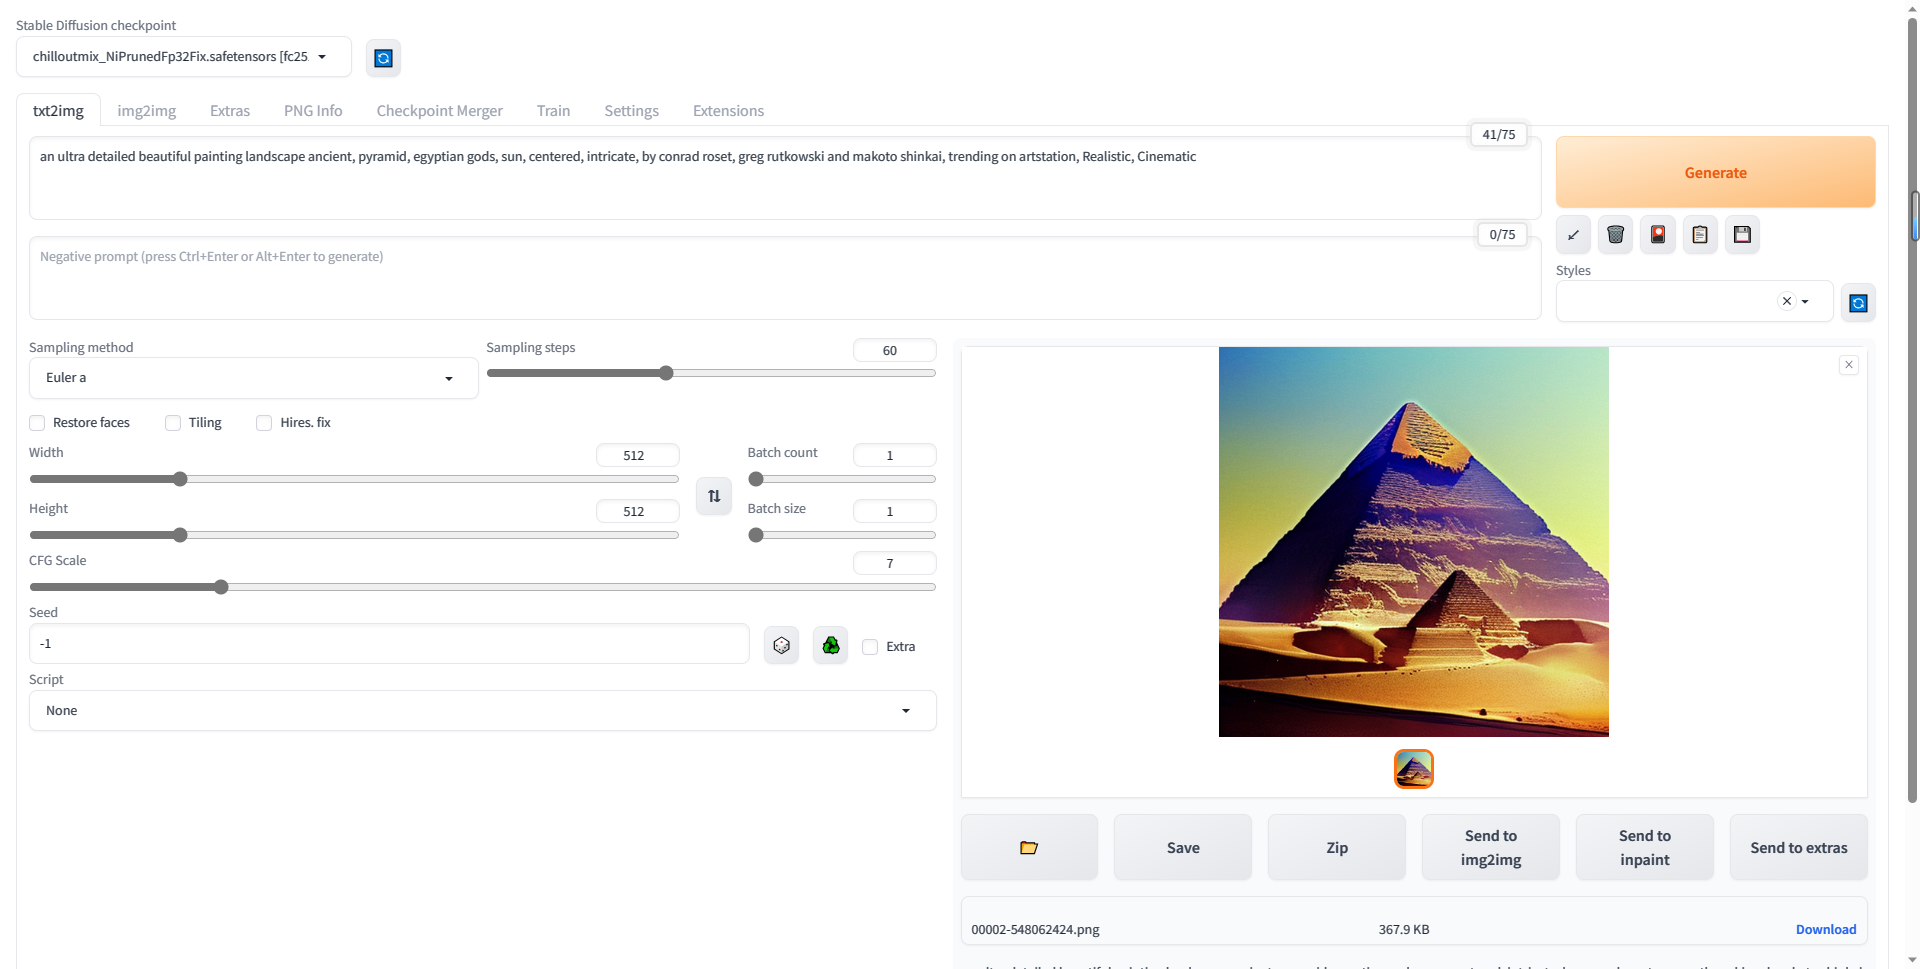 Stable Diffusion checkpoint
chilloutmix_NiPrunedFp32Fix.safetensors [fc25
txt2img img2img Extras PNG Info Checkpoint Merger Train Settings Extensions
41/75
an ultra detailed beautiful painting landscape ancient, pyramid, egyptian gods, sun, centered, intricate, by conrad roset, greg rutkowski and makoto shinkai, trending on artstation, Realistic, Cinematic
Generate
0/75
Negative prompt (press Ctrl+Enter or Alt+Enter to generate)
Styles
Sampling method
Euler a
Sampling steps
60
Restore faces Tiling Hires. fix
Width
512
Batch count
1
Height
512
Batch size
1
CFG Scale
7
Seed
-1
Extra
Script
None
Save
Zip
Send to
img2img
Send to
inpaint
Send to extras
00002-548062424.png 367.9 KB Download